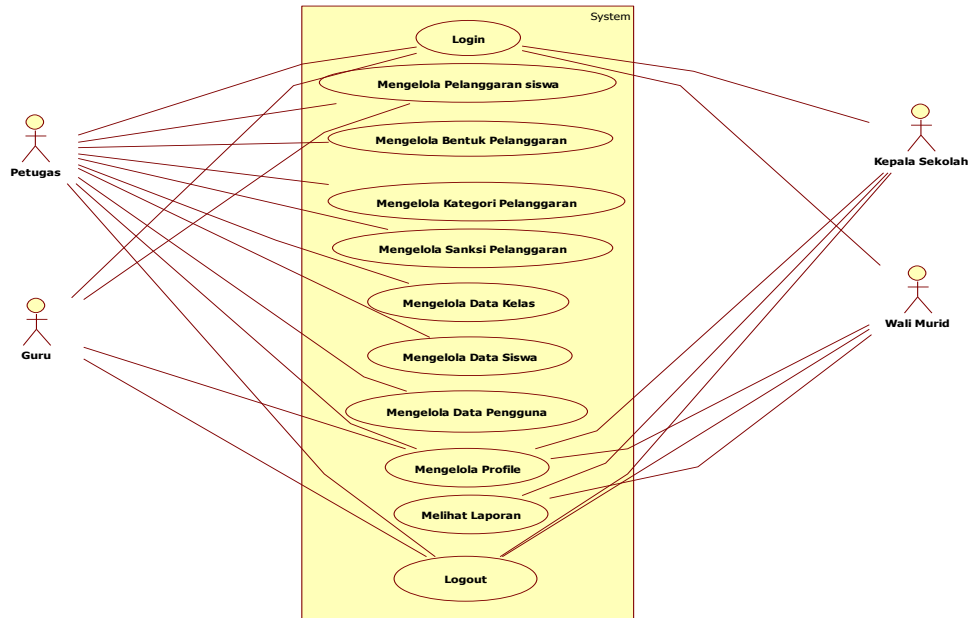 System
Login
Mengelola Pelanggaran siswa
Mengelola Bentuk Pelanggaran
Petugas
Kepala Sekolah
Mengelola Kategori Pelanggaran
Mengelola Sanksi Pelanggaran
Mengelola Data Kelas
Wali Murid
Guru
Mengelola Data Siswa
Mengelola Data Pengguna
Mengelola Profile
Melihat Laporan
Logout